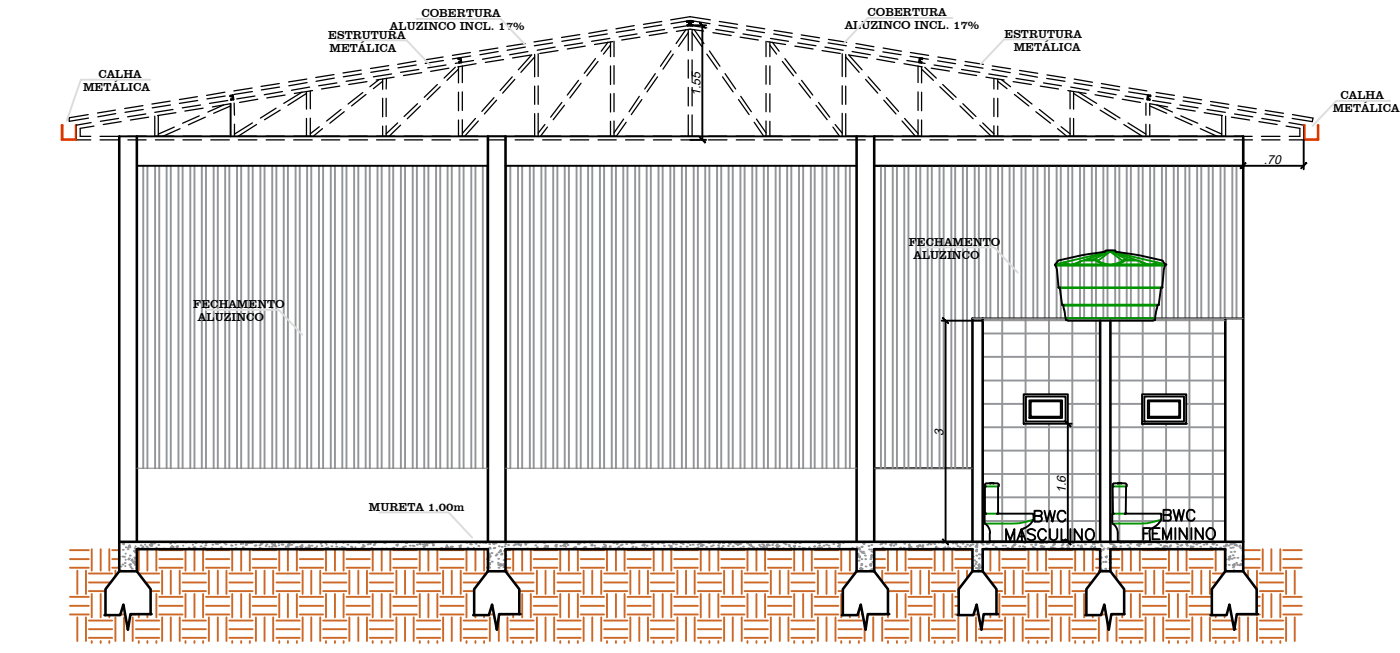 COBERTURA
ALUZINCO INCL. 17%
COBERTURA
ALUZINCO INCL. 17%
ESTRUTURA
METÁLICA
ESTRUTURA
METÁLICA
CALHA
METÁLICA
1.55
CALHA
METÁLICA
.70
FECHAMENTO
ALUZINCO
FECHAMENTO
ALUZINCO
3
1.6
MURETA 1.00m
BWC
MASCULINO
BWC
FEMININO